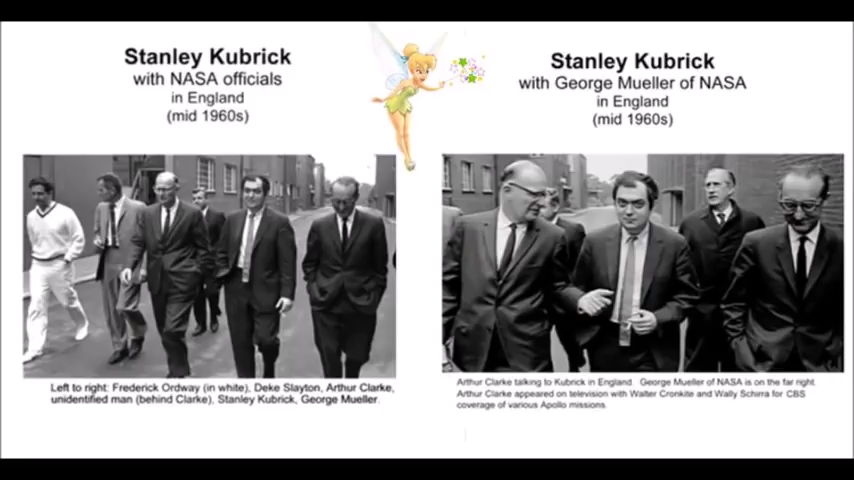 Stanley Kubrick
with NASA officials
in England
(mid 1960s)
Left to right: Frederick Ordway (in white), Deke Slayton, Arthur Clarke,
unidentified man (behind Clarke), Stanley Kubrick, George Mueller.
Stanley Kubrick
with George Mueller of NASA
in England
(mid 1960s)
Arthur Clarke talking to Kubrick in England. George Mueller of NASA is on the far right.
Arthur Clarke appeared on television with Walter Cronkite and Wally Schirra for CBS
coverage of various Apollo missions.